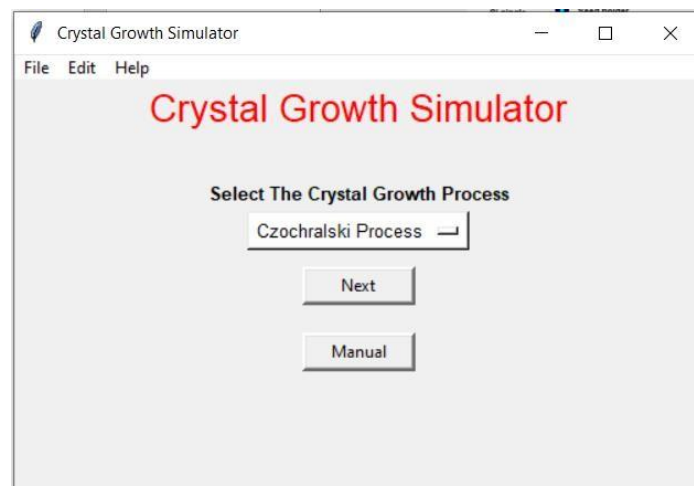 Crystal Growth Simulator
File Edit Help
Crystal Growth Simulator
Select The Crystal Growth Process
Czochralski Process
Next
Manual